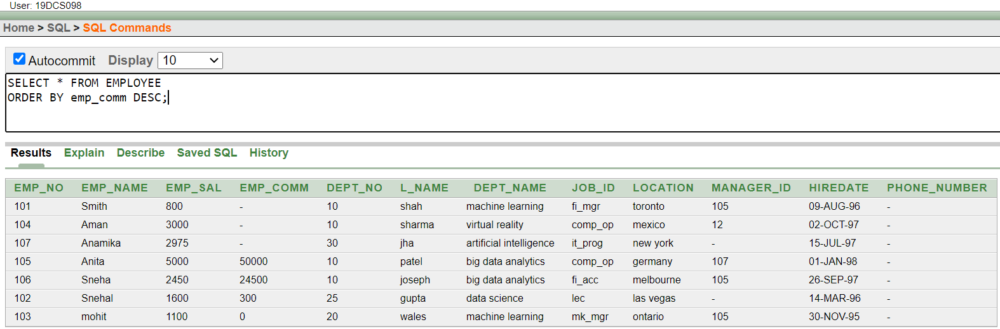 User: 19DCS098
Home > SQL > SQL Commands
Autocommit Display 10
SELECT * FROM EMPLOYEE
ORDER BY emp_comm DESC;
Results Explain Describe Saved SQL History
EMP_NO EMP_NAME EMP_SAL EMP_COMM DEPT_NO L_NAME DEPT_NAME JOB_ID LOCATION MANAGER_ID HIREDATE PHONE_NUMBER
101 Smith 800 - 10 shah machine learning fi_mgr toronto 105 09-AUG-96 -
104 Aman 3000 - 10 sharma virtual reality comp_op mexico 12 02-OCT-97 -
107 Anamika 2975 - 30 jha artificial intelligence it_prog new york - 15-JUL-97 -
105 Anita 5000 50000 10 patel big data analytics comp_op germany 107 01-JAN-98 -
106 Sneha 2450 24500 10 joseph big data analytics fi_acc melbourne 105 26-SEP-97 -
102 Snehal 1600 300 25 gupta data science lec las vegas - 14-MAR-96 -
103 mohit 1100 0 20 wales machine learning mk_mgr ontario 105 30-NOV-95 -